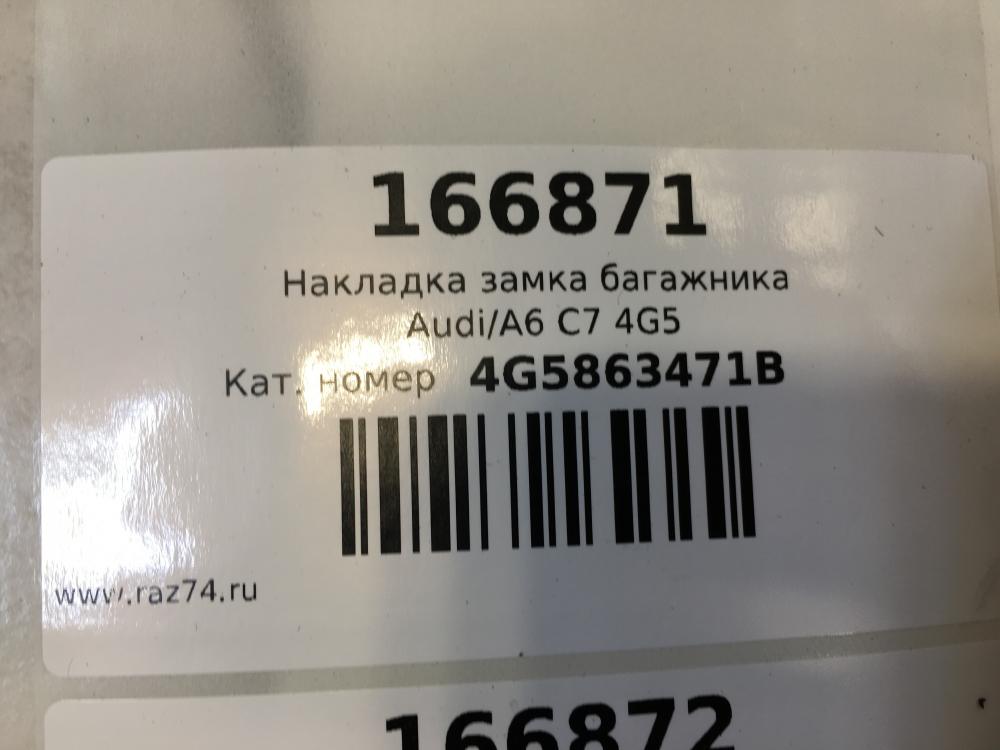 166871
Накладка замка багажника
Audi/A6 C7 4G5
Кат. номер 4G5863471B
www.raz74.ru
166872